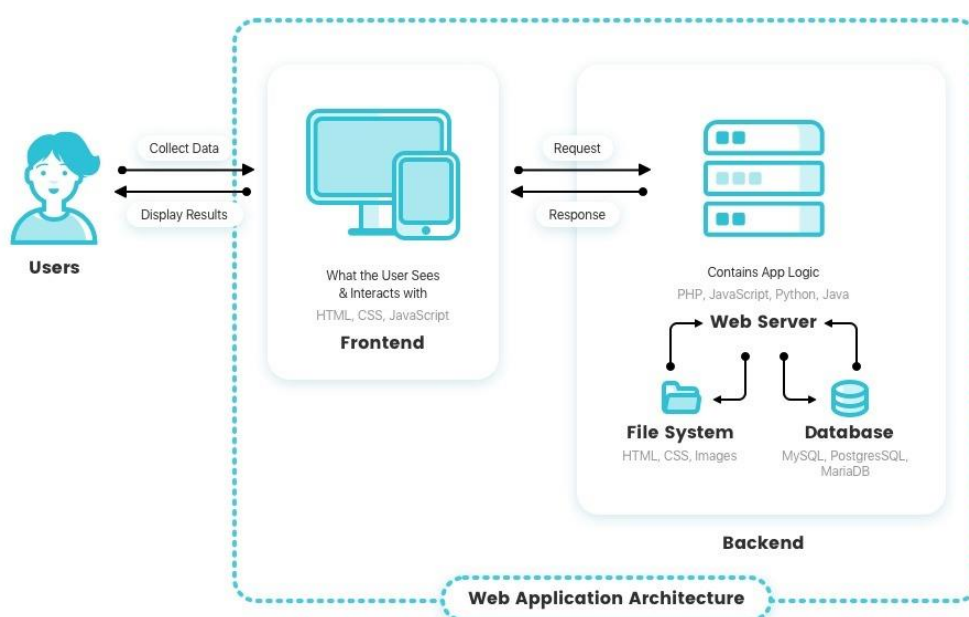 Collect Data
Display Results
Users
What the User Sees
& Interacts with
HTML, CSS, JavaScript
Frontend
Request
Response
Contains App Logic
PHP, JavaScript, Python, Java
Web Server
File System
HTML, CSS, Images
Database
MySQL, PostgresSQL,
MariaDB
Backend
Web Application Architecture